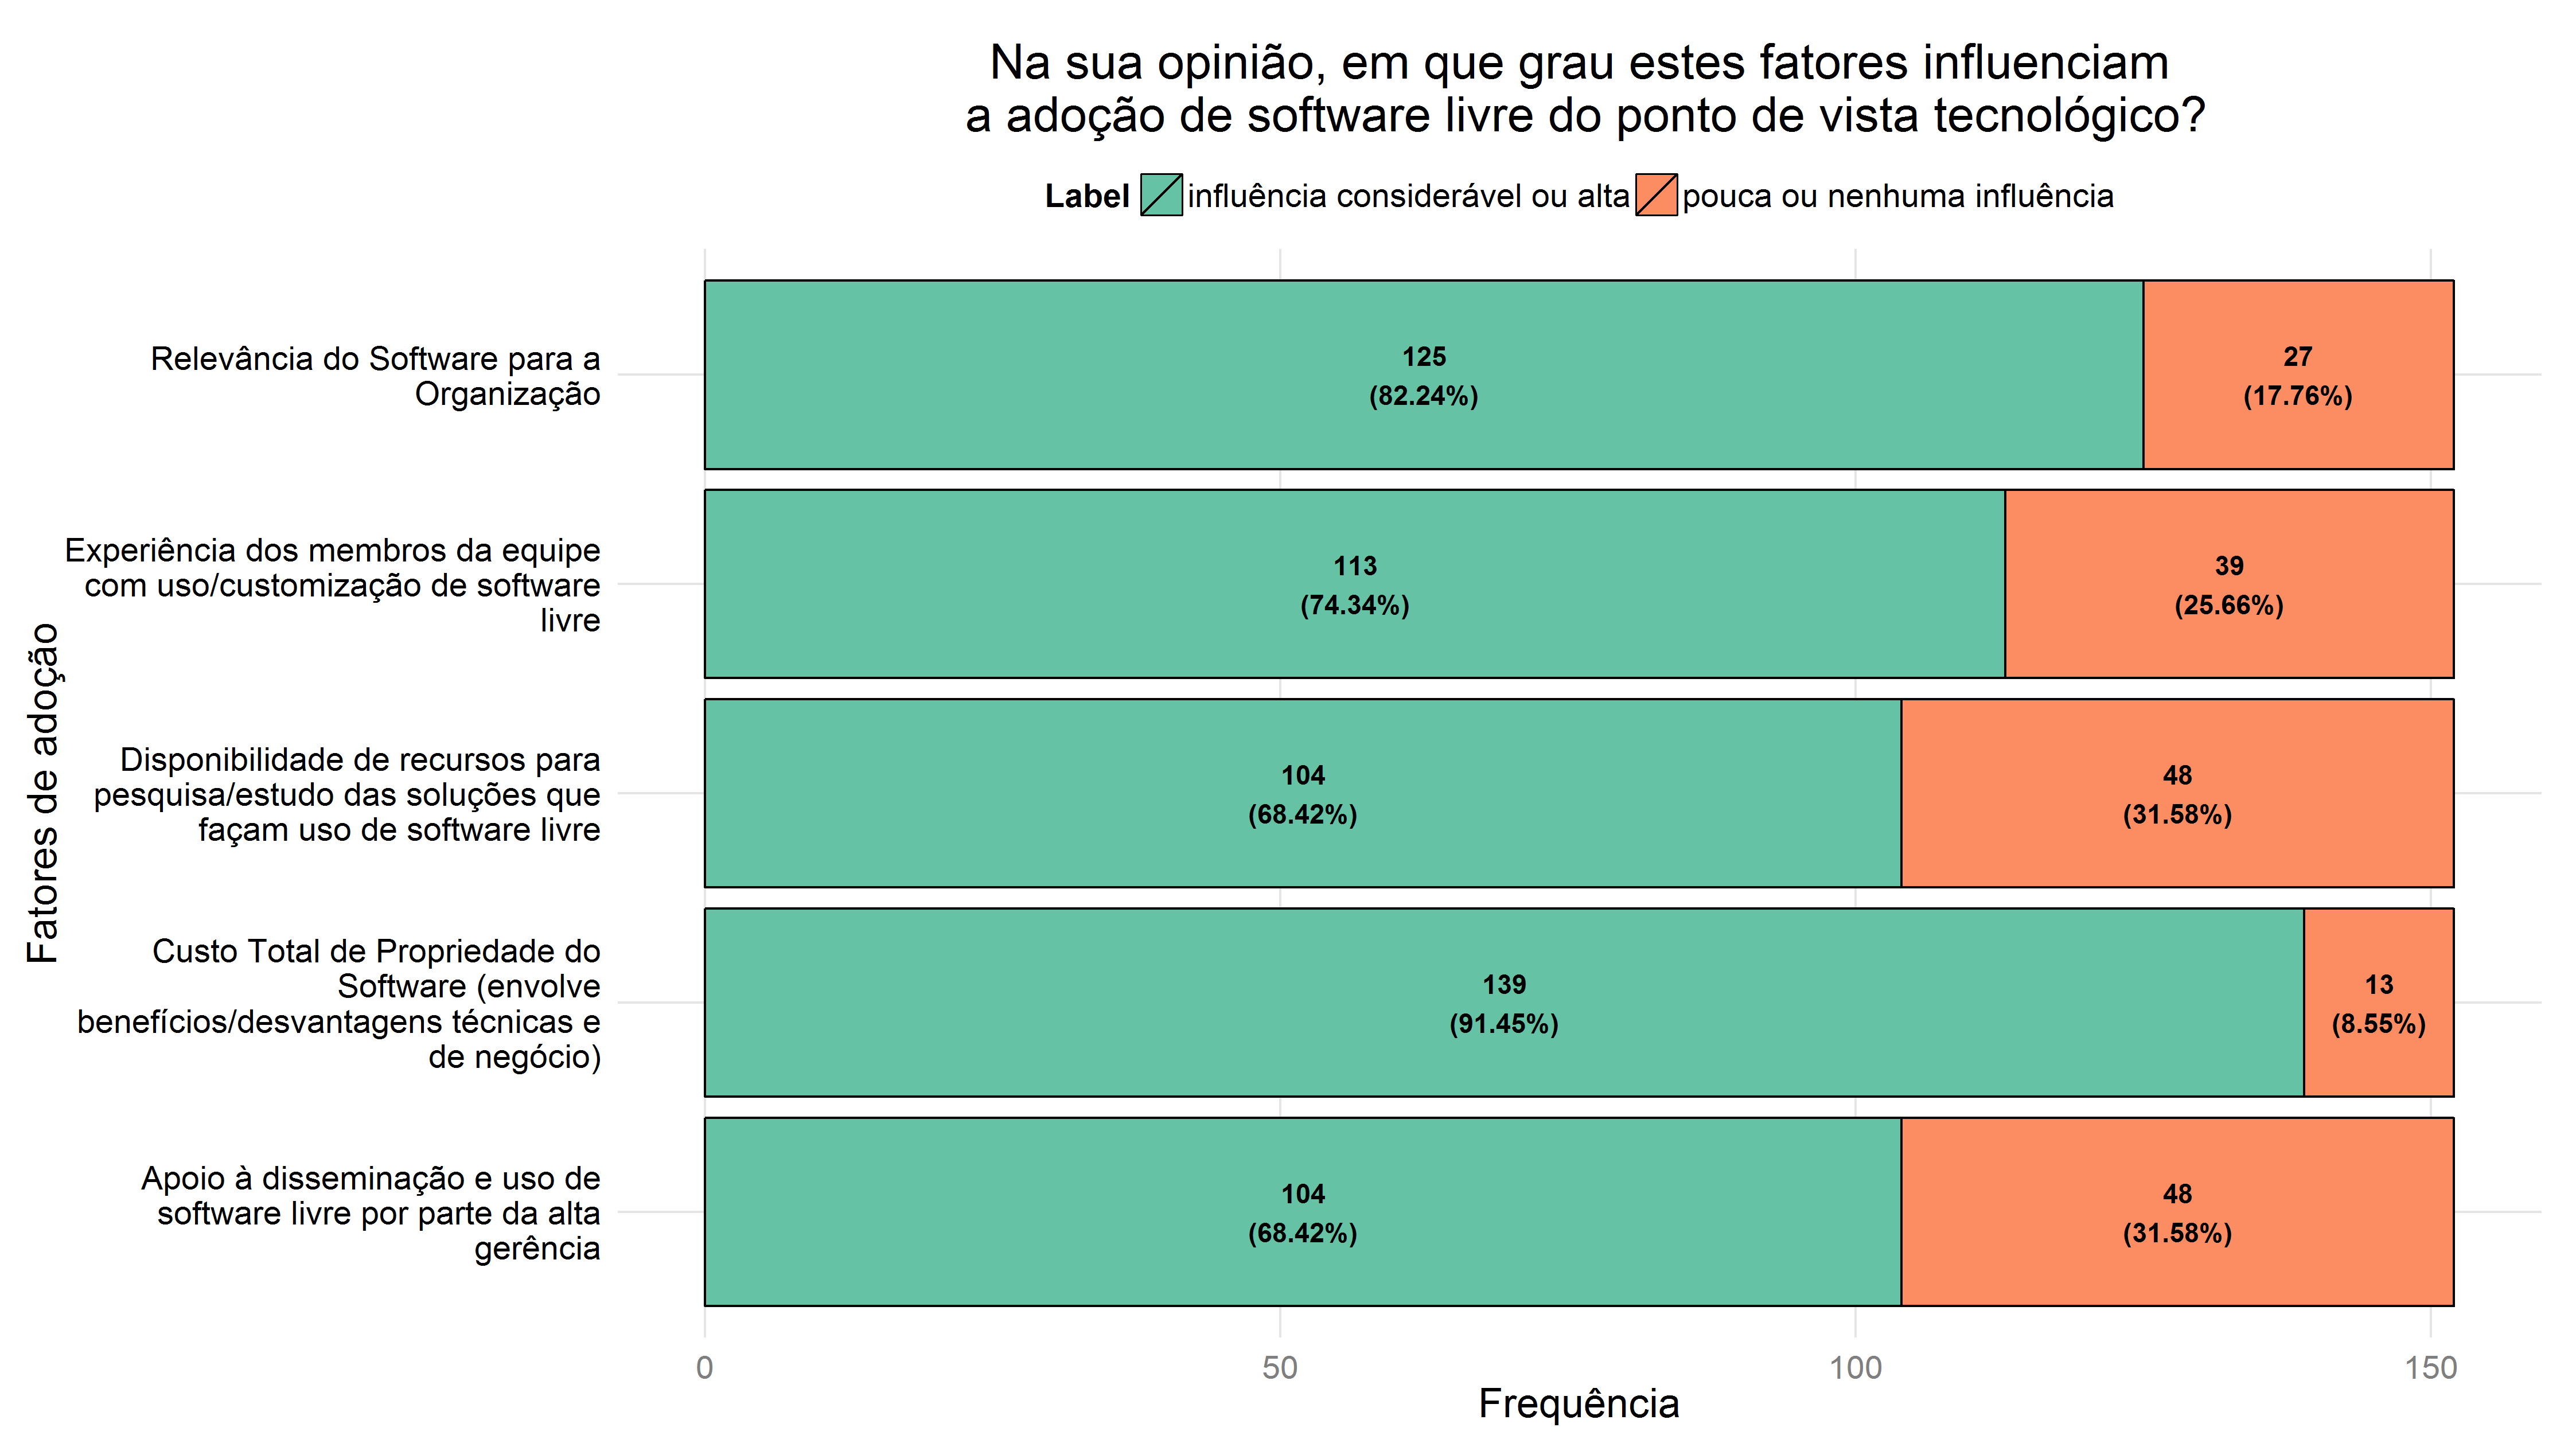 Na sua opinião, em que grau estes fatores influenciam
a adoção de software livre do ponto de vista tecnológico?
Label influência considerável ou alta pouca ou nenhuma influência
Fatores de adoção
Relevância do Software para a
Organização
125
(82.24%)
27
(17.76%)
Experiência dos membros da equipe
com uso/customização de software
livre
113
(74.34%)
39
(25.66%)
Disponibilidade de recursos para
pesquisa/estudo das soluções que
façam uso de software livre
104
(68.42%)
48
(31.58%)
Custo Total de Propriedade do
Software (envolve
benefícios/desvantagens técnicas e
de negócio)
139
(91.45%)
13
(8.55%)
Apoio à disseminação e uso de
software livre por parte da alta
gerência
104
(68.42%)
48
(31.58%)
0 50 100 150
Frequência